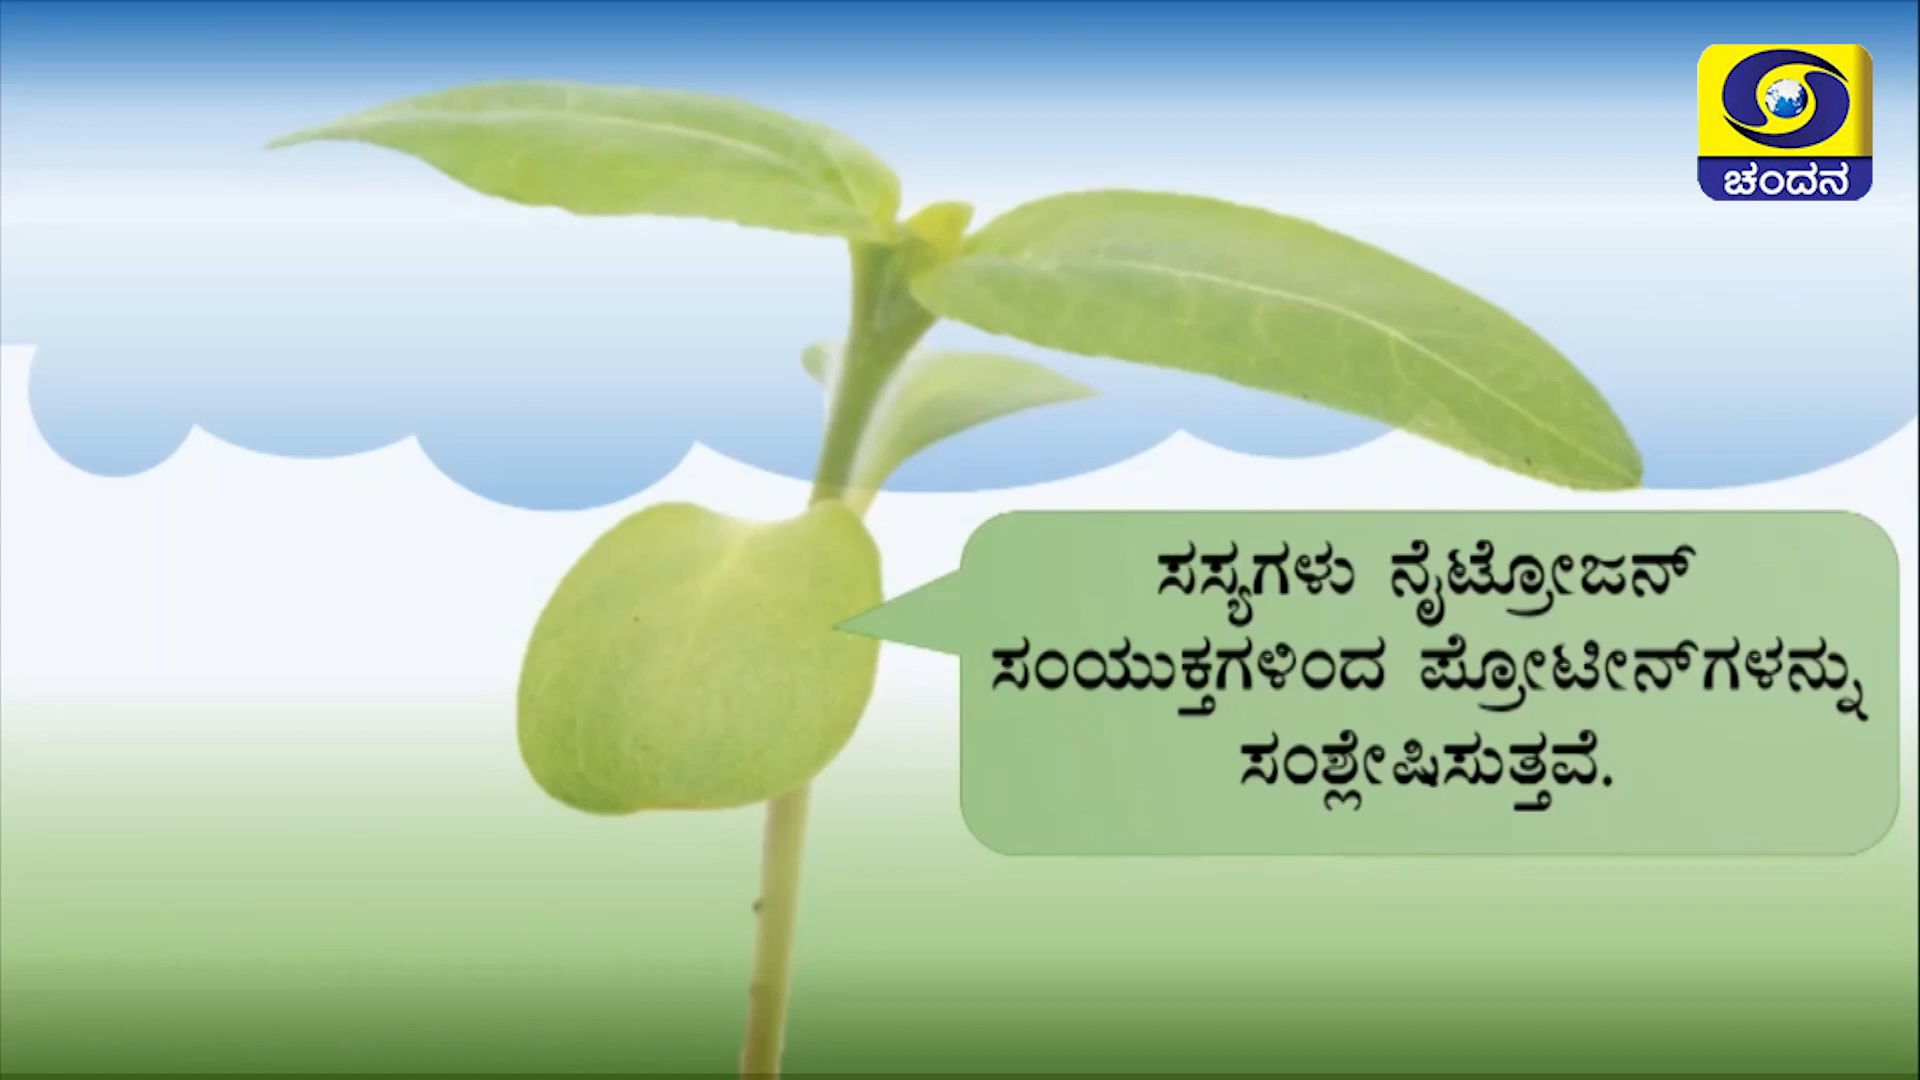 ಚಂದನ
ಸಸ್ಯಗಳು ನೈಟ್ರೋಜನ್
ಸಂಯುಕ್ತಗಳಿಂದ ಪ್ರೋಟೀನ್‌ಗಳನ್ನು
ಸಂಶ್ಲೇಷಿಸುತ್ತವೆ.